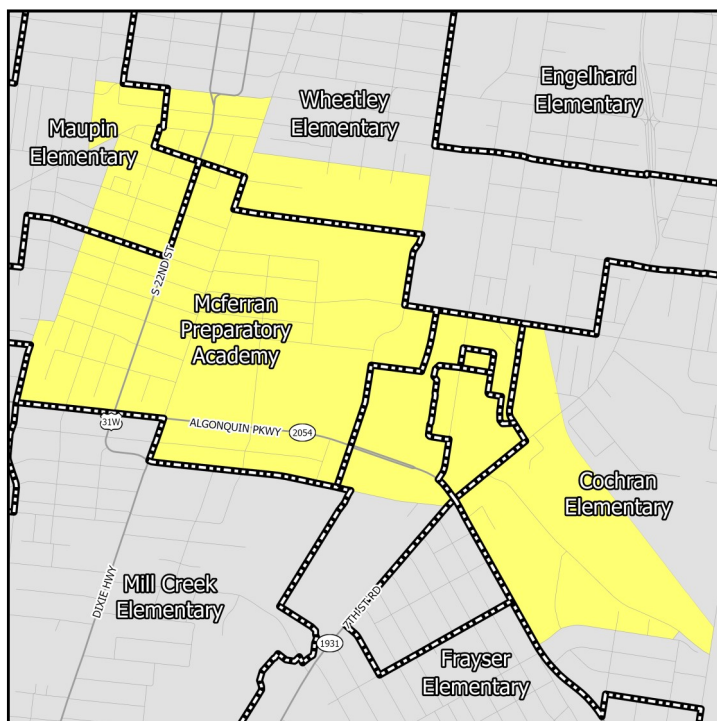 Engelhard
Elementary
Wheatley
Elementary
Maupin
Elementary
S 22ND ST
Mcferran
Preparatory
Academy
31W
ALGONQUIN PKWY
2054
Cochran
Elementary
DIXIE HWY
Mill Creek
Elementary
7TH ST RD
1931
Frayser
Elementary